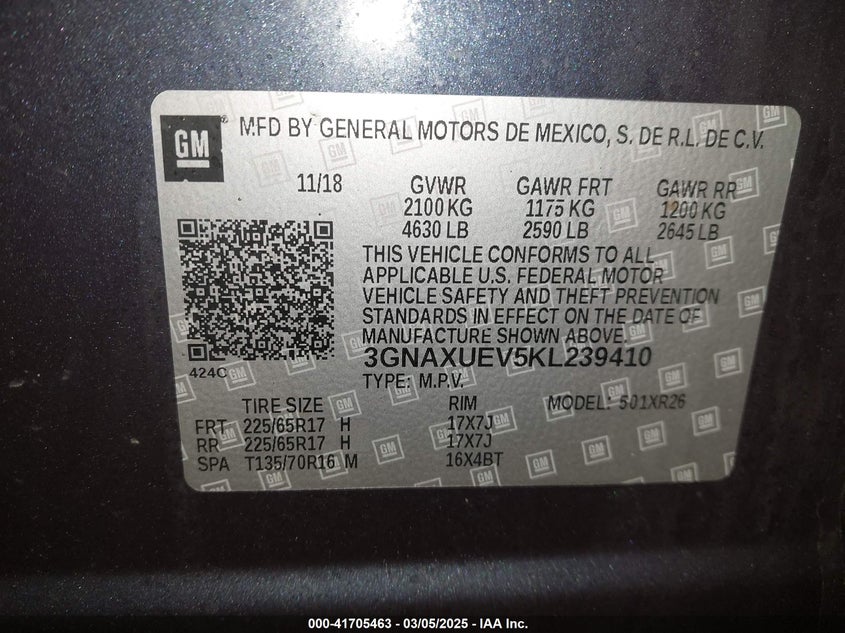 GM MFD BY GENERAL MOTORS DE MEXICO, S. DE R.L. DE C.V.
11/18 GVWR GAWR FRT GAWR RR
2100 KG 1175 KG 1200 KG
4630 LB 2590 LB 2645 LB
THIS VEHICLE CONFORMS TO ALL
APPLICABLE U.S. FEDERAL MOTOR
VEHICLE SAFETY AND THEFT PREVENTION
STANDARDS IN EFFECT ON THE DATE OF
MANUFACTURE SHOWN ABOVE.
424C 3GNAXUEV5KL239410
TYPE: M.P.V.
TIRE SIZE RIM MODEL: 501XR26
FRT 225/65R17 H 17X7J
RR 225/65R17 H 17X7J
SPA T135/70R16 M 16X4BT
000-41705463 - 03/05/2025 - IAA Inc.